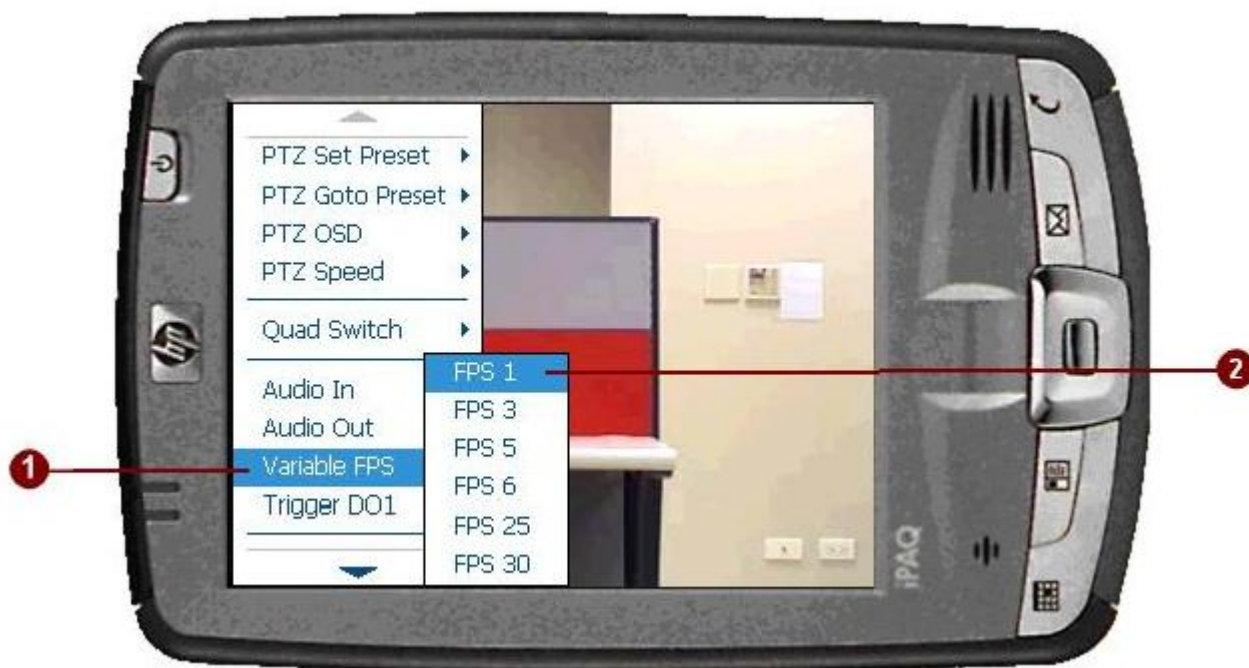 PTZ Set Preset
PTZ Goto Preset
PTZ OSD
PTZ Speed
Quad Switch
Audio In
Audio Out
Variable FPS
Trigger DO1
FPS 1
FPS 3
FPS 5
FPS 6
FPS 25
FPS 30
1
2
hp
iPAQ